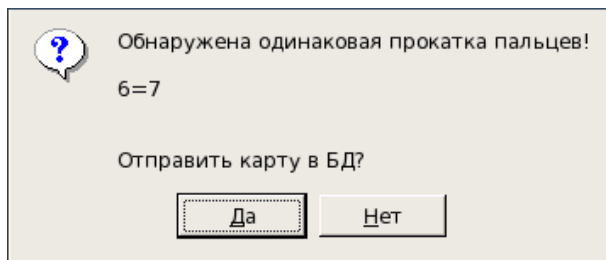 Обнаружена одинаковая прокатка пальцев!
6=7
Отправить карту в БД?
Да
Нет